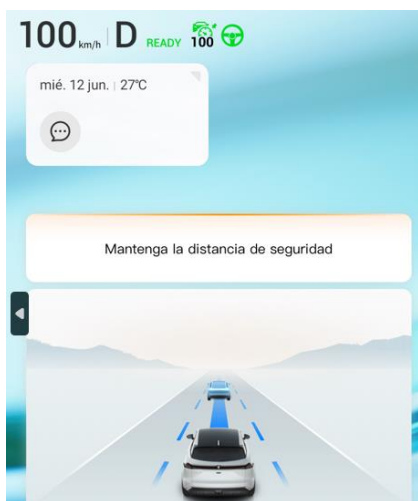 100 km/h D READY 100
mié. 12 jun. | 27℃
Mantenga la distancia de seguridad